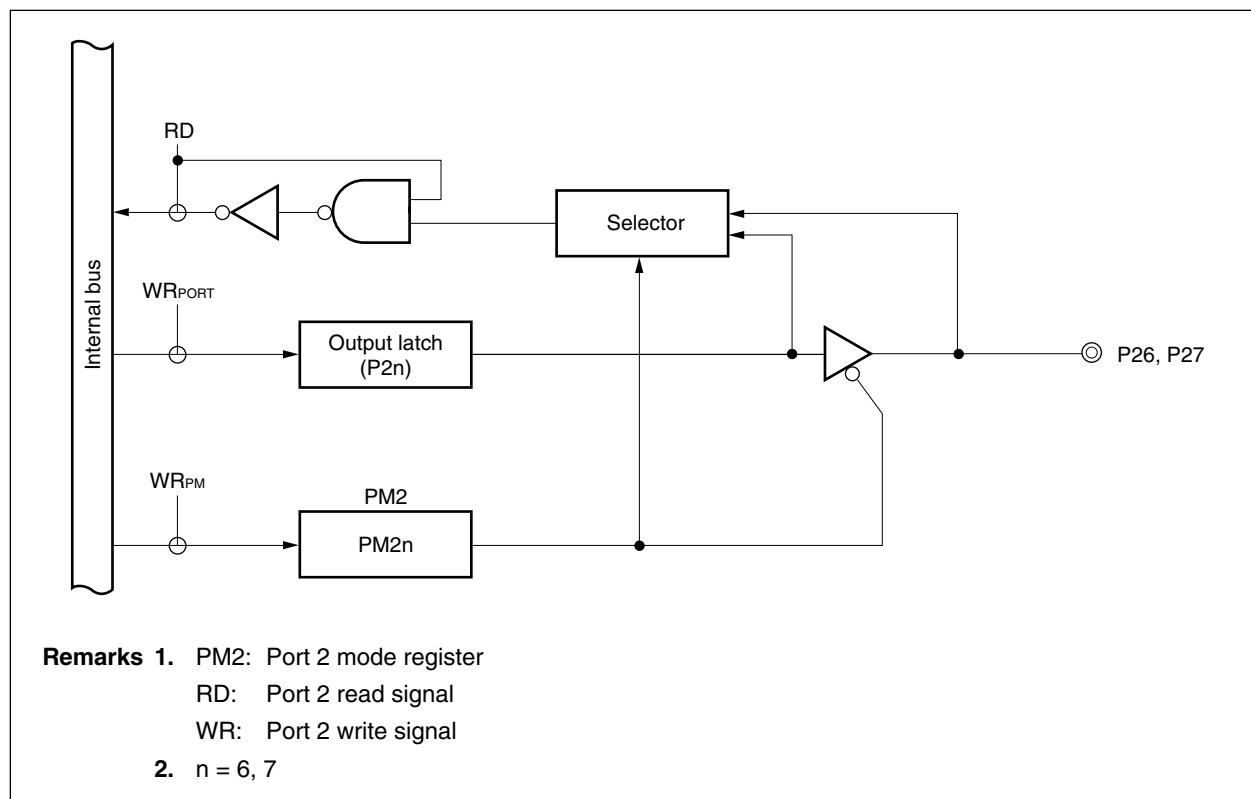 RD
Selector
Internal bus
WRPORT
Output latch
(P2n)
P26, P27
WRPM
PM2
PM2n
Remarks 1. PM2: Port 2 mode register
RD: Port 2 read signal
WR: Port 2 write signal
2. n = 6, 7